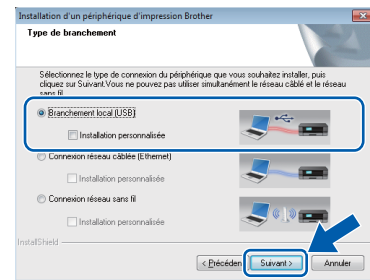 Installation d'un périphérique d'impression Brother
Type de branchement
Sélectionnez le type de connexion du périphérique que vous souhaitez installer, puis
cliquez sur Suivant.Vous ne pouvez pas utiliser simultanément le réseau câblé et le réseau
sans fil.
Branchement local (USB)
Installation personnalisée
Connexion réseau câblée (Ethernet)
Installation personnalisée
Connexion réseau sans fil
Installation personnalisée
InstallShield
< Précéden
Suivant >
Annuler